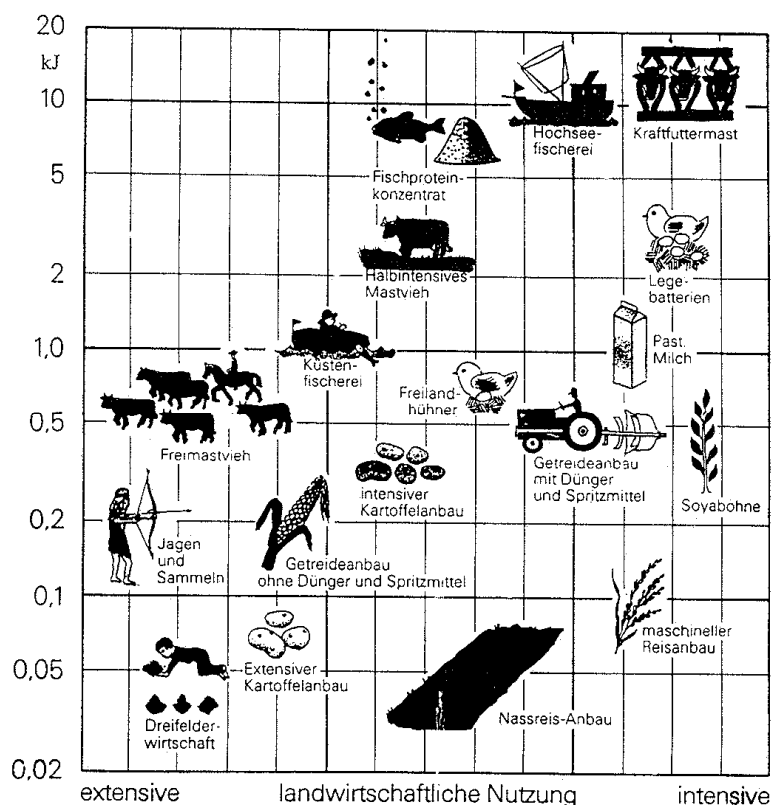 20
kJ
10
5
2
1,0
0,5
0,2
0,1
0,05
0,02
Hochsee-
fischerei
Kraftfuttermast
Fischprotein-
konzentrat
Halbintensives
Mastvieh
Lege-
batterien
Past.
Milch
Küsten-
fischerei
Freiland-
hühner
Freimastvieh
Getreideanbau
mit Dünger
und Spritzmittel
intensiver
Kartoffelanbau
Soyabohne
Jagen
und
Sammeln
Getreideanbau
ohne Dünger und Spritzmittel
maschineller
Reisanbau
Extensiver
Kartoffelanbau
Dreifelder-
wirtschaft
Nassreis-Anbau
extensive landwirtschaftliche Nutzung intensive